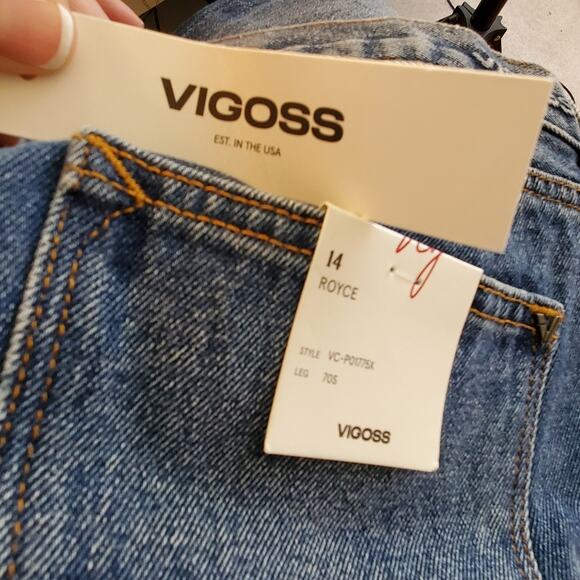 VIGOSS
EST. IN THE USA
14
ROYCE
STYLE VC-P01775X
LEG 70S
VIGOSS